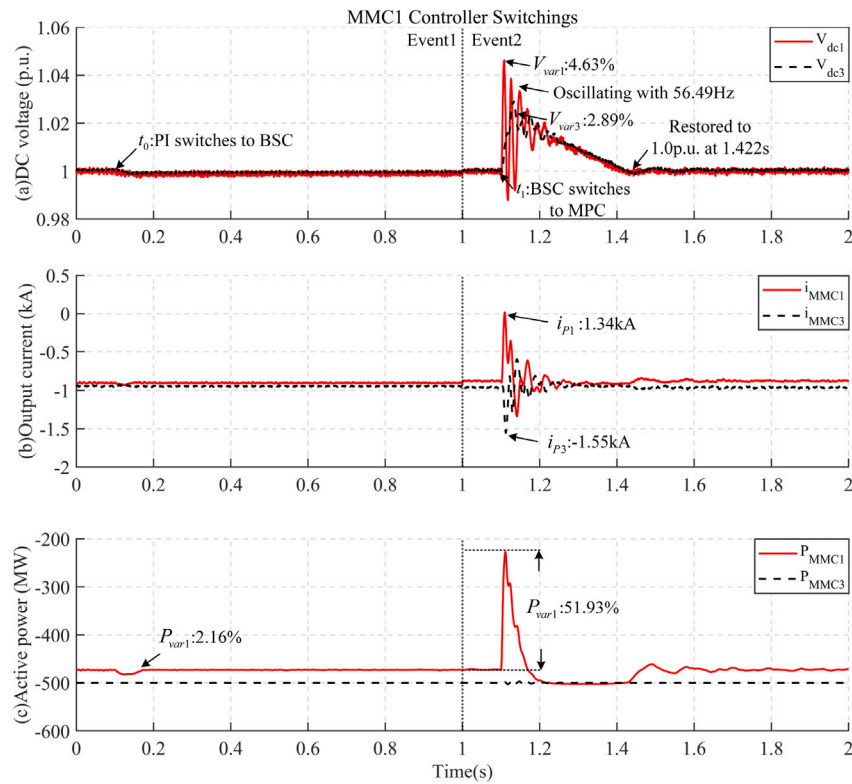 MMC1 Controller Switchings
(a)DC voltage (p.u.)
1.06
1.04
1.02
1
0.98
Event1
Event2
V_dc1
V_dc3
V_var1:4.63%
Oscillating with 56.49Hz
V_var3:2.89%
Restored to
1.0p.u. at 1.422s
t_0:PI switches to BSC
t_1:BSC switches
to MPC
0 0.2 0.4 0.6 0.8 1 1.2 1.4 1.6 1.8 2
(b)Output current (kA)
0.5
0
-0.5
-1
-1.5
-2
i_MMC1
i_MMC3
i_P1:1.34kA
i_P3:-1.55kA
0 0.2 0.4 0.6 0.8 1 1.2 1.4 1.6 1.8 2
(c)Active power (MW)
-200
-300
-400
-500
-600
P_MMC1
P_MMC3
P_var1:2.16%
P_var1:51.93%
0 0.2 0.4 0.6 0.8 1 1.2 1.4 1.6 1.8 2
Time(s)